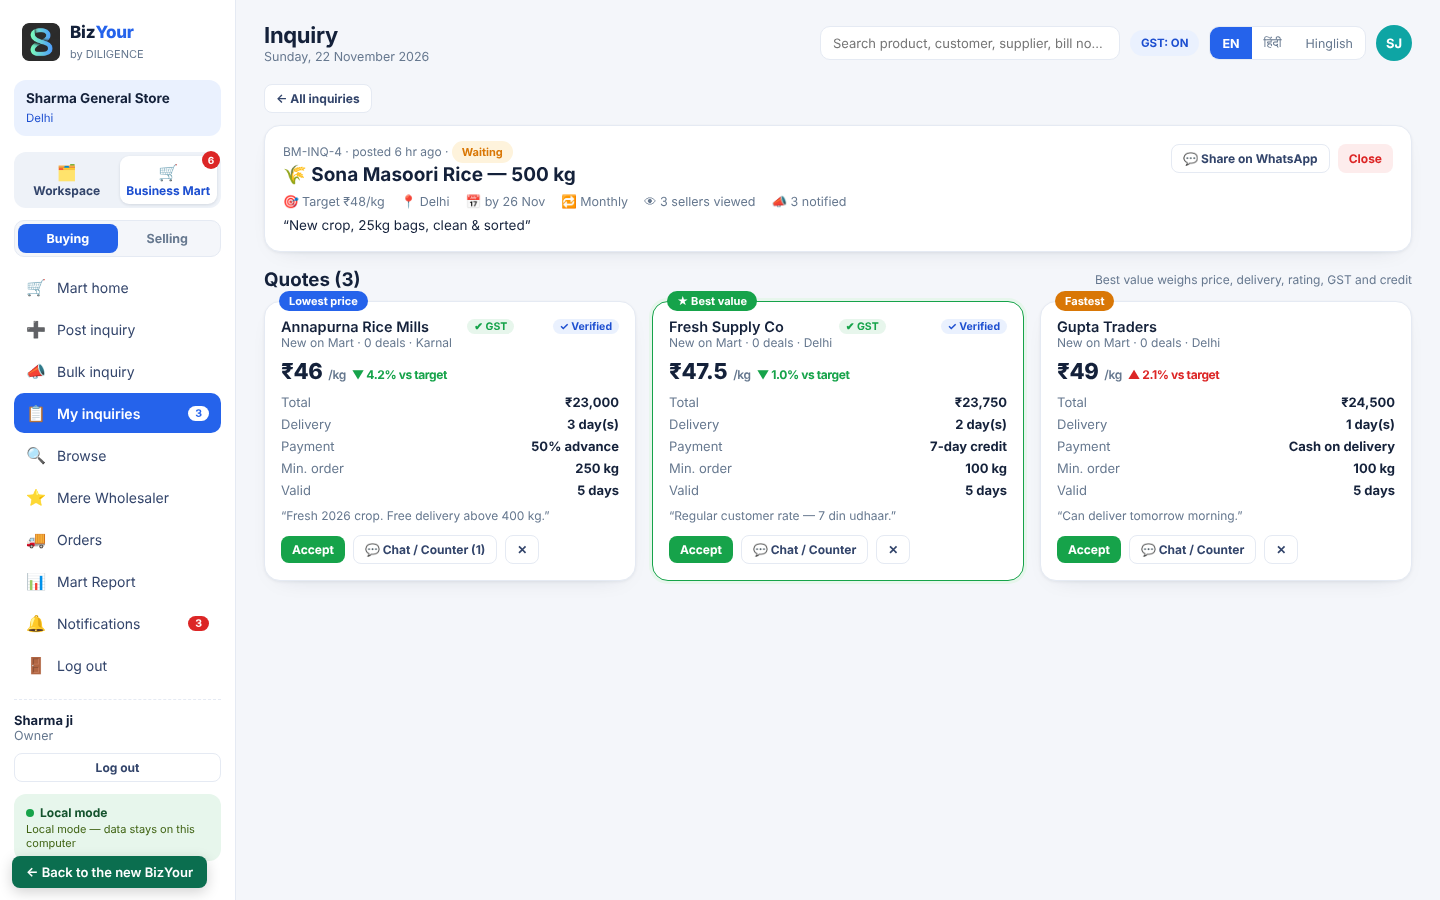 BizYour
by DILIGENCE
Sharma General Store
Delhi
Workspace
Business Mart
6
Buying
Selling
Mart home
Post inquiry
Bulk inquiry
My inquiries 3
Browse
Mere Wholesaler
Orders
Mart Report
Notifications 3
Log out
Sharma ji
Owner
Log out
Local mode
Local mode — data stays on this
computer
← Back to the new BizYour
Inquiry
Sunday, 22 November 2026
Search product, customer, supplier, bill no...
GST: ON
EN
हिंदी
Hinglish
SJ
← All inquiries
BM-INQ-4 · posted 6 hr ago · Waiting
Sona Masoori Rice — 500 kg
Target ₹48/kg Delhi by 26 Nov Monthly 3 sellers viewed 3 notified
“New crop, 25kg bags, clean & sorted”
Share on WhatsApp
Close
Quotes (3)
Best value weighs price, delivery, rating, GST and credit
Lowest price
Annapurna Rice Mills ✔ GST ✓ Verified
New on Mart · 0 deals · Karnal
₹46 /kg ▼ 4.2% vs target
Total ₹23,000
Delivery 3 day(s)
Payment 50% advance
Min. order 250 kg
Valid 5 days
“Fresh 2026 crop. Free delivery above 400 kg.”
Accept Chat / Counter (1) ✕
★ Best value
Fresh Supply Co ✔ GST ✓ Verified
New on Mart · 0 deals · Delhi
₹47.5 /kg ▼ 1.0% vs target
Total ₹23,750
Delivery 2 day(s)
Payment 7-day credit
Min. order 100 kg
Valid 5 days
“Regular customer rate — 7 din udhaar.”
Accept Chat / Counter ✕
Fastest
Gupta Traders
New on Mart · 0 deals · Delhi
₹49 /kg ▲ 2.1% vs target
Total ₹24,500
Delivery 1 day(s)
Payment Cash on delivery
Min. order 100 kg
Valid 5 days
“Can deliver tomorrow morning.”
Accept Chat / Counter ✕